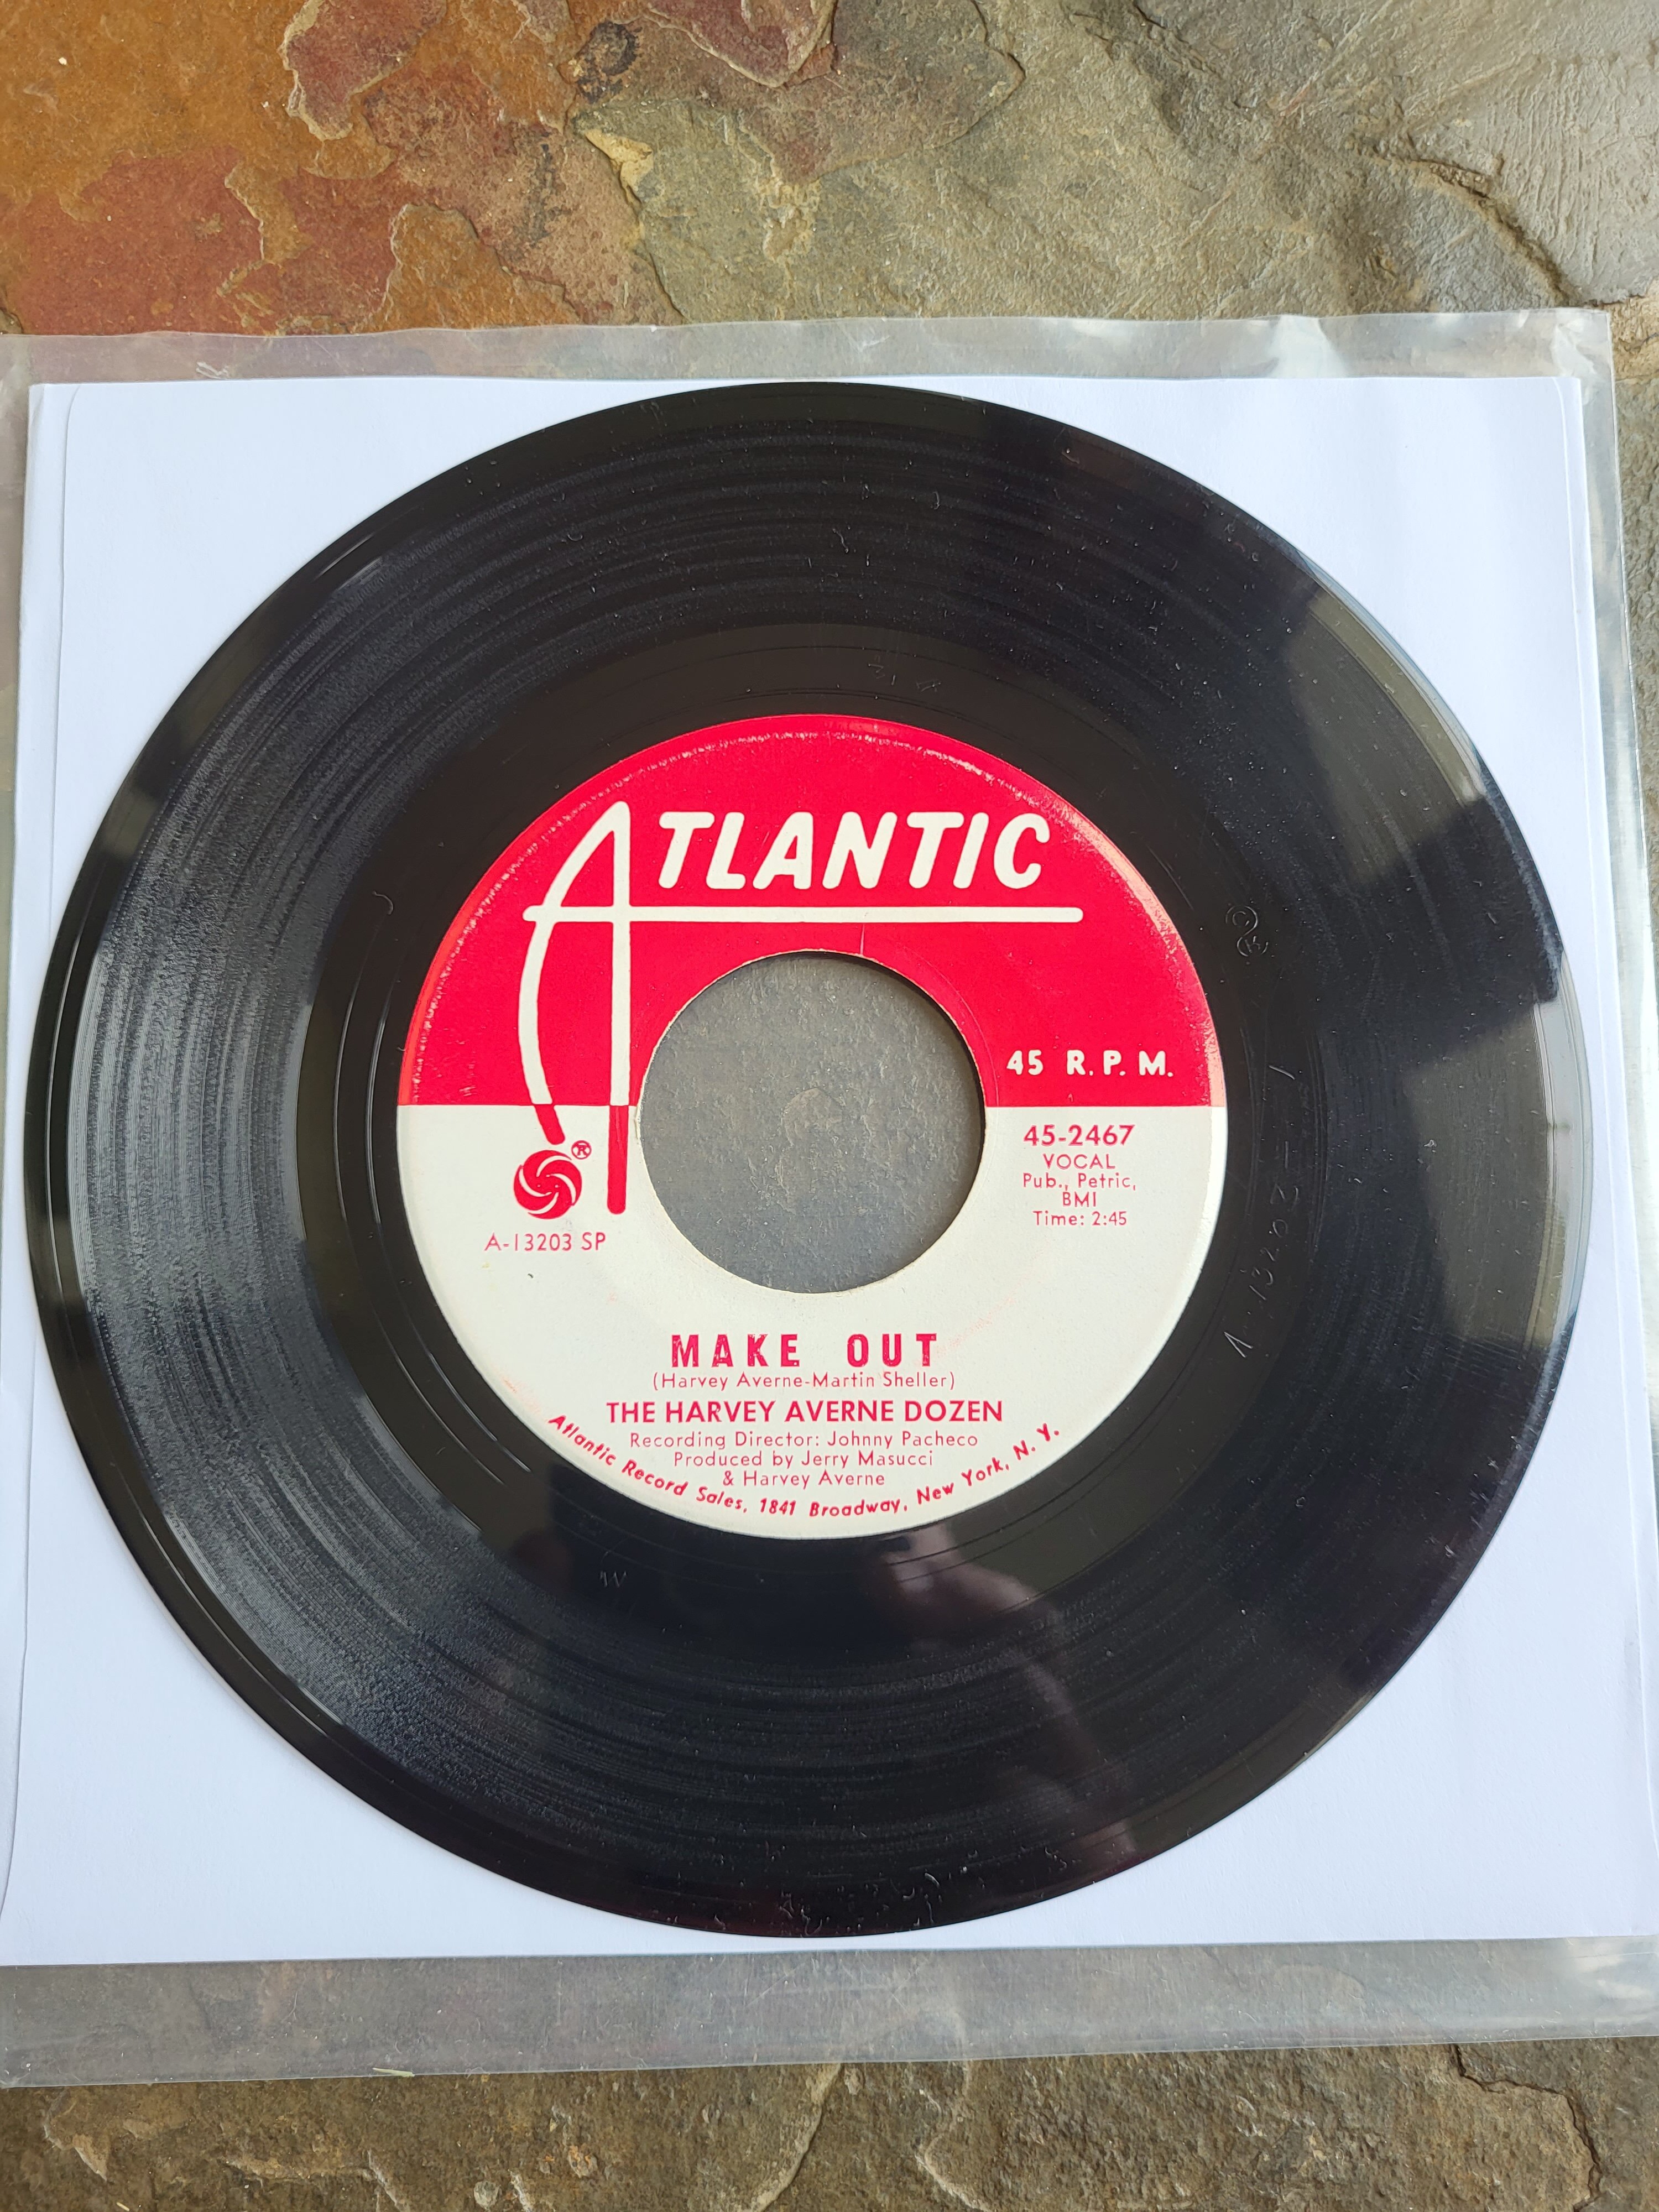 ATLANTIC
45 R.P.M.
45-2467
VOCAL
Pub., Petric,
BMI
Time: 2:45
®
A-13203 SP
MAKE OUT
(Harvey Averne-Martin Sheller)
THE HARVEY AVERNE DOZEN
Recording Director: Johnny Pacheco
Produced by Jerry Masucci
& Harvey Averne
Atlantic Record Sales, 1841 Broadway, New York, N. Y.
W